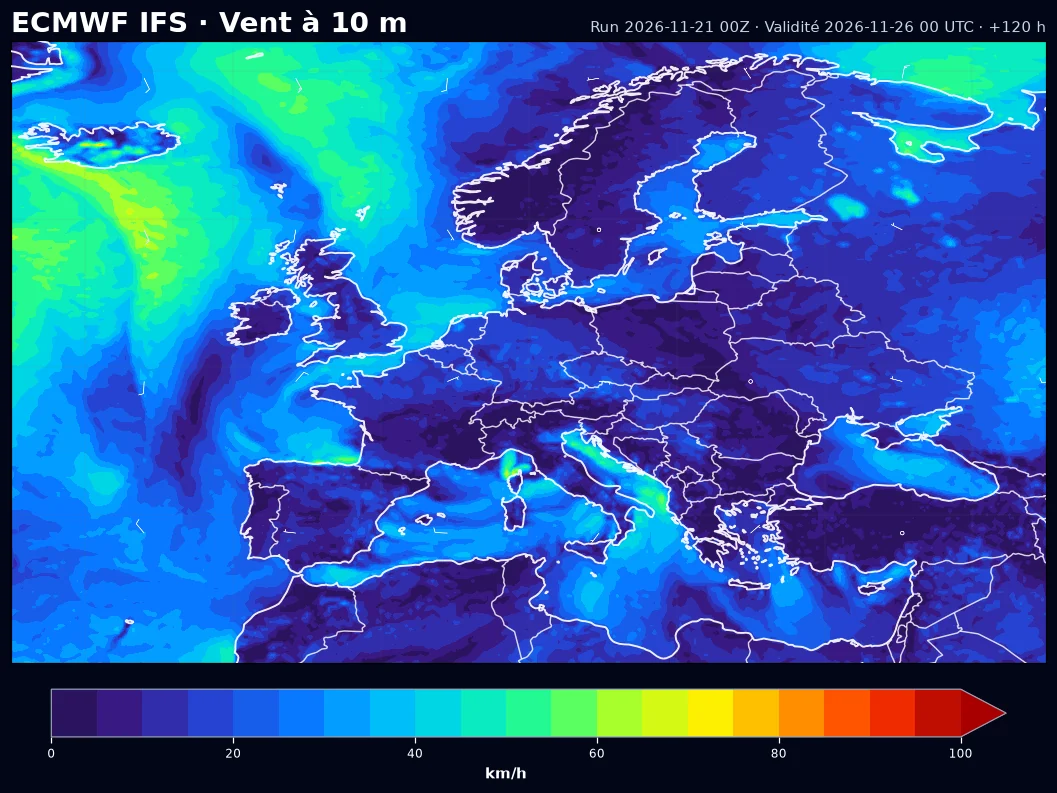 ECMWF IFS · Vent à 10 m
Run 2026-11-21 00Z · Validité 2026-11-26 00 UTC · +120 h
0 20 40 60 80 100
km/h